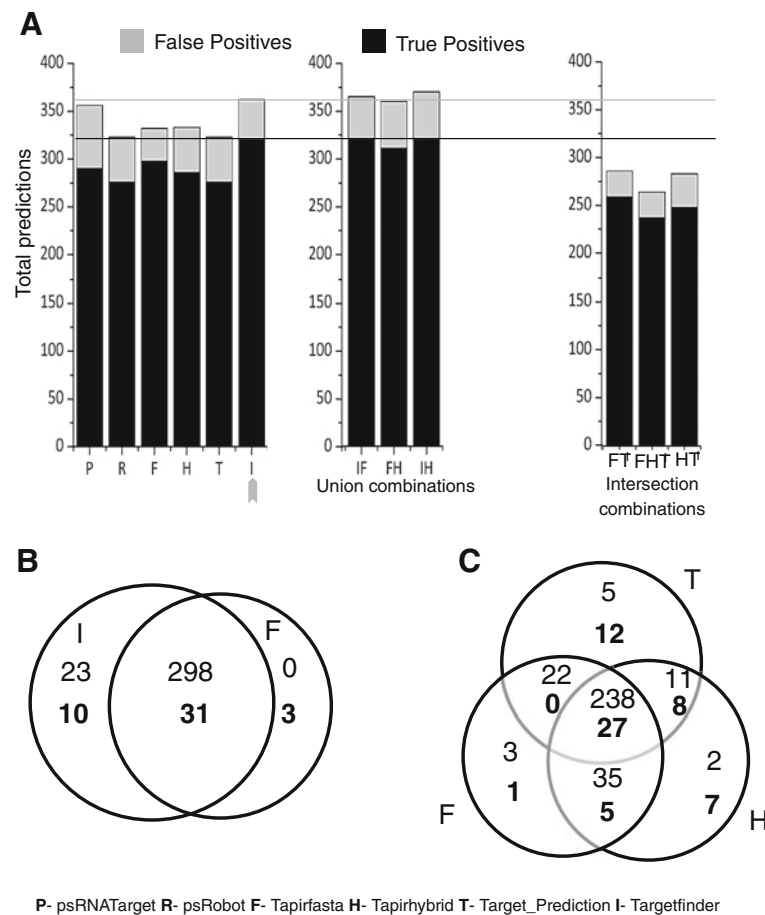 A
False Positives
True Positives
Total predictions
400
350
300
250
200
150
100
50
0
P R F H T I
400
350
300
250
200
150
100
50
0
IF FH IH
Union combinations
400
350
300
250
200
150
100
50
0
FT FHT HT
Intersection
combinations
B
I
F
23
298
0
10
31
3
C
T
5
12
22
11
0
238
8
27
3
35
2
1
5
7
F
H
P- psRNATarget R- psRobot F- Tapirfasta H- Tapirhybrid T- Target_Prediction I- Targetfinder